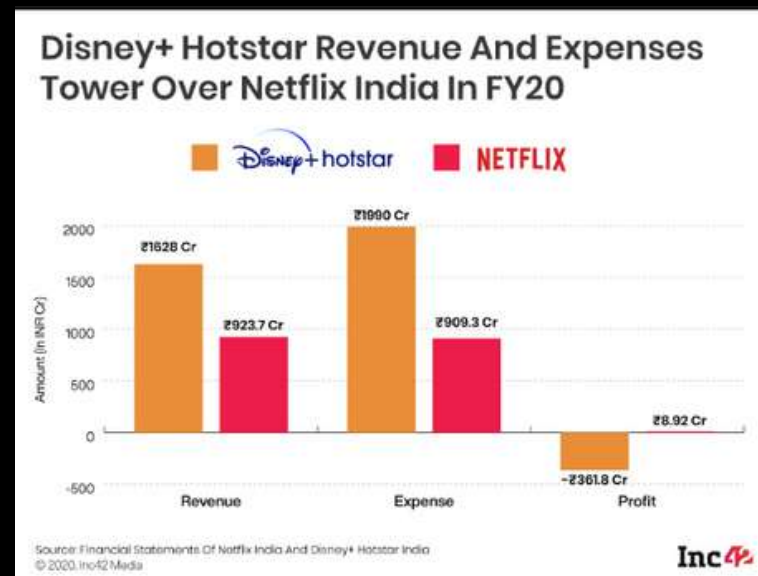 Disney+ Hotstar Revenue And Expenses
Tower Over Netflix India In FY20
Disney+ hotstar
NETFLIX
Amount (In INR Cr)
2000
1500
1000
500
0
-500
₹1628 Cr
₹923.7 Cr
₹1990 Cr
₹909.3 Cr
-₹361.8 Cr
₹8.92 Cr
Revenue
Expense
Profit
Source: Financial Statements Of Netflix India And Disney+ Hotstar India
© 2020, Inc42 Media
Inc42